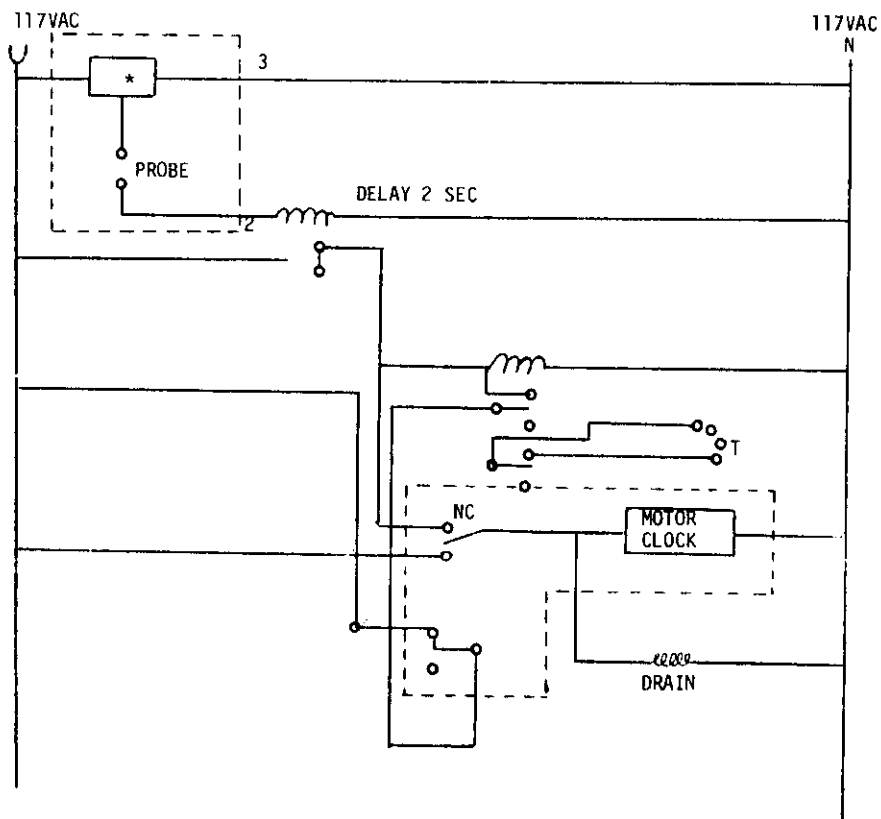 117VAC
117VAC
N
*
3
PROBE
DELAY 2 SEC
2
T
NC
MOTOR
CLOCK
DRAIN